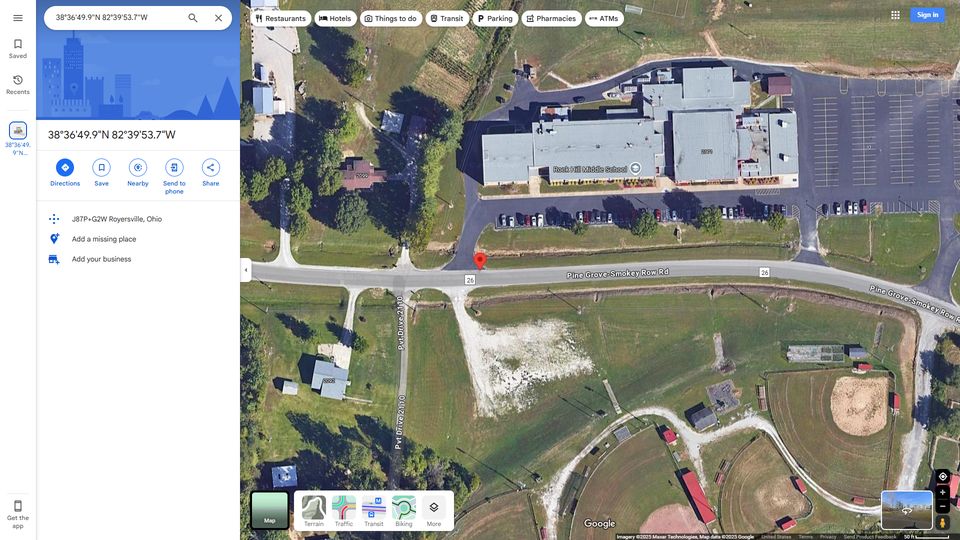 38°36'49.9"N 82°39'53.7"W
Restaurants
Hotels
Things to do
Transit
Parking
Pharmacies
ATMs
Sign in
Saved
Recents
38°36'49.
9"N...
38°36'49.9"N 82°39'53.7"W
Directions
Save
Nearby
Send to
phone
Share
J87P+G2W Royersville, Ohio
Add a missing place
Add your business
Rock Hill Middle School
26
Pine Grove-Smokey Row Rd
26
Pine Grove-Smokey Row R
Pvt Drive 2110
Pvt Drive 2110
Get the
app
Map
Terrain
Traffic
Transit
Biking
More
Google
Imagery ©2025 Maxar Technologies, Map data ©2025 Google
United States
Terms
Privacy
Send Product Feedback
50 ft